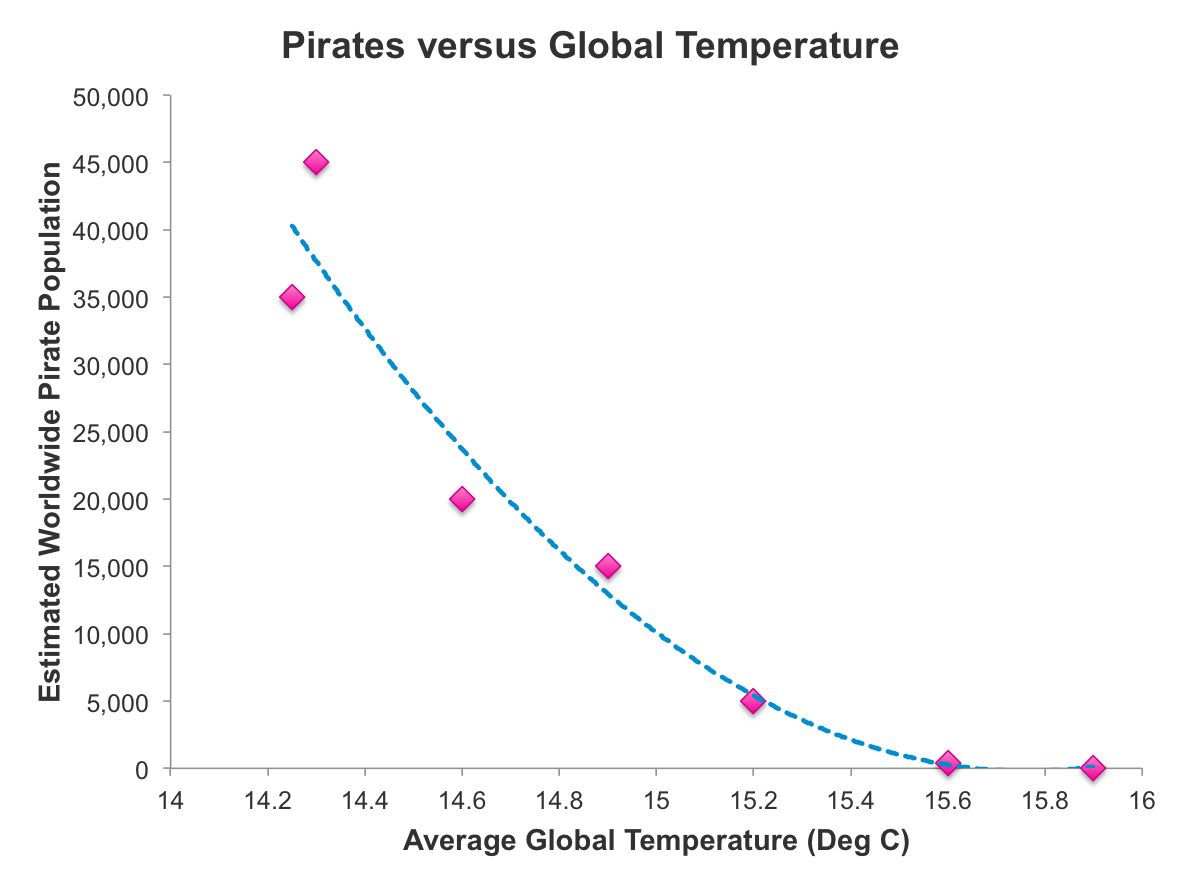 Pirates versus Global Temperature
Estimated Worldwide Pirate Population
50,000
45,000
40,000
35,000
30,000
25,000
20,000
15,000
10,000
5,000
0
14 14.2 14.4 14.6 14.8 15 15.2 15.4 15.6 15.8 16
Average Global Temperature (Deg C)